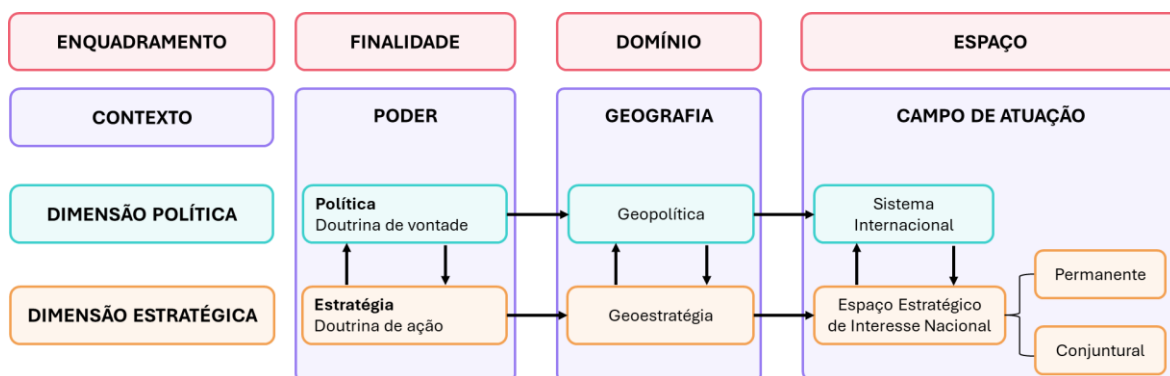 ENQUADRAMENTO
FINALIDADE
DOMÍNIO
ESPAÇO
CONTEXTO
PODER
GEOGRAFIA
CAMPO DE ATUAÇÃO
DIMENSÃO POLÍTICA
Política
Doutrina de vontade
Geopolítica
Sistema
Internacional
DIMENSÃO ESTRATÉGICA
Estratégia
Doutrina de ação
Geoestratégia
Espaço Estratégico
de Interesse Nacional
Permanente
Conjuntural